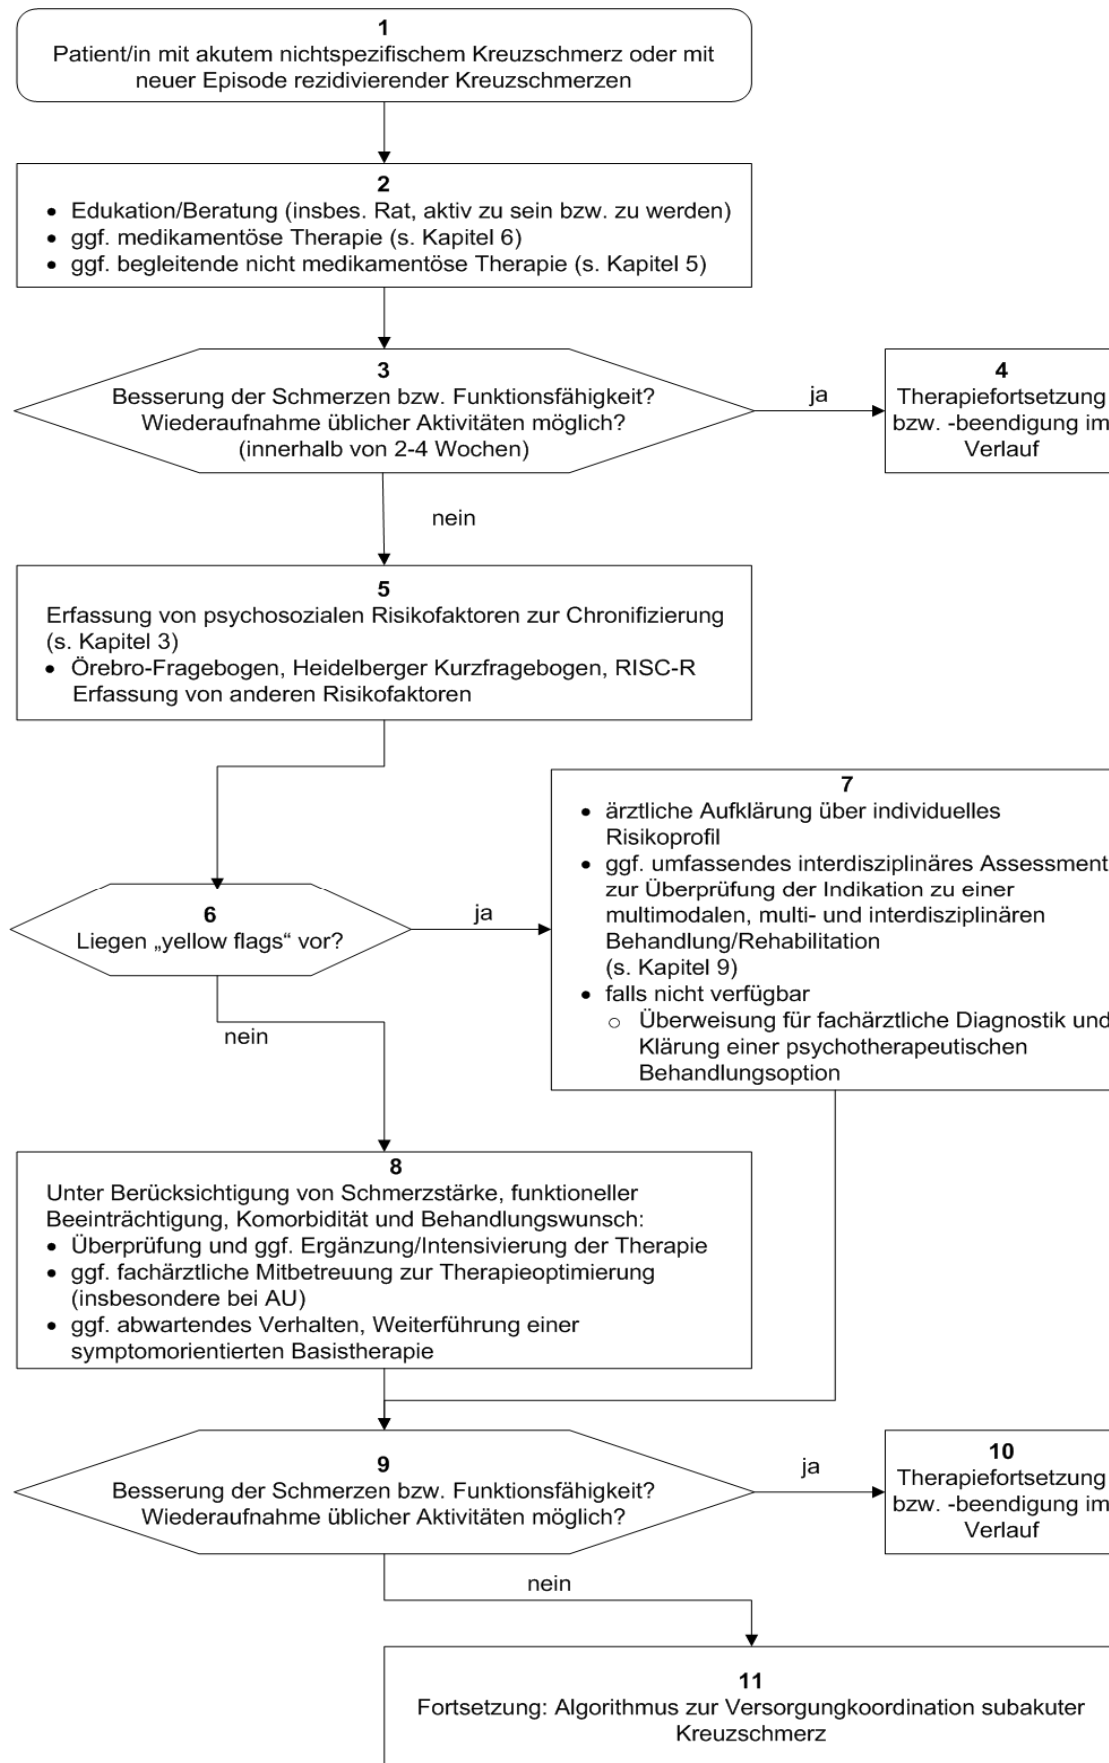 1
Patient/in mit akutem nichtspezifischem Kreuzschmerz oder mit
neuer Episode rezidivierender Kreuzschmerzen
2
• Edukation/Beratung (insbes. Rat, aktiv zu sein bzw. zu werden)
• ggf. medikamentöse Therapie (s. Kapitel 6)
• ggf. begleitende nicht medikamentöse Therapie (s. Kapitel 5)
3
Besserung der Schmerzen bzw. Funktionsfähigkeit?
Wiederaufnahme üblicher Aktivitäten möglich?
(innerhalb von 2-4 Wochen)
ja
4
Therapiefortsetzung
bzw. -beendigung im
Verlauf
nein
5
Erfassung von psychosozialen Risikofaktoren zur Chronifizierung
(s. Kapitel 3)
• Örebro-Fragebogen, Heidelberger Kurzfragebogen, RISC-R
Erfassung von anderen Risikofaktoren
6
Liegen „yellow flags“ vor?
ja
7
• ärztliche Aufklärung über individuelles
Risikoprofil
• ggf. umfassendes interdisziplinäres Assessment
zur Überprüfung der Indikation zu einer
multimodalen, multi- und interdisziplinären
Behandlung/Rehabilitation
(s. Kapitel 9)
• falls nicht verfügbar
o Überweisung für fachärztliche Diagnostik und
Klärung einer psychotherapeutischen
Behandlungsoption
nein
8
Unter Berücksichtigung von Schmerzstärke, funktioneller
Beeinträchtigung, Komorbidität und Behandlungswunsch:
• Überprüfung und ggf. Ergänzung/Intensivierung der Therapie
• ggf. fachärztliche Mitbetreuung zur Therapieoptimierung
(insbesondere bei AU)
• ggf. abwartendes Verhalten, Weiterführung einer
symptomorientierten Basistherapie
9
Besserung der Schmerzen bzw. Funktionsfähigkeit?
Wiederaufnahme üblicher Aktivitäten möglich?
ja
10
Therapiefortsetzung
bzw. -beendigung im
Verlauf
nein
11
Fortsetzung: Algorithmus zur Versorgungkoordination subakuter
Kreuzschmerz